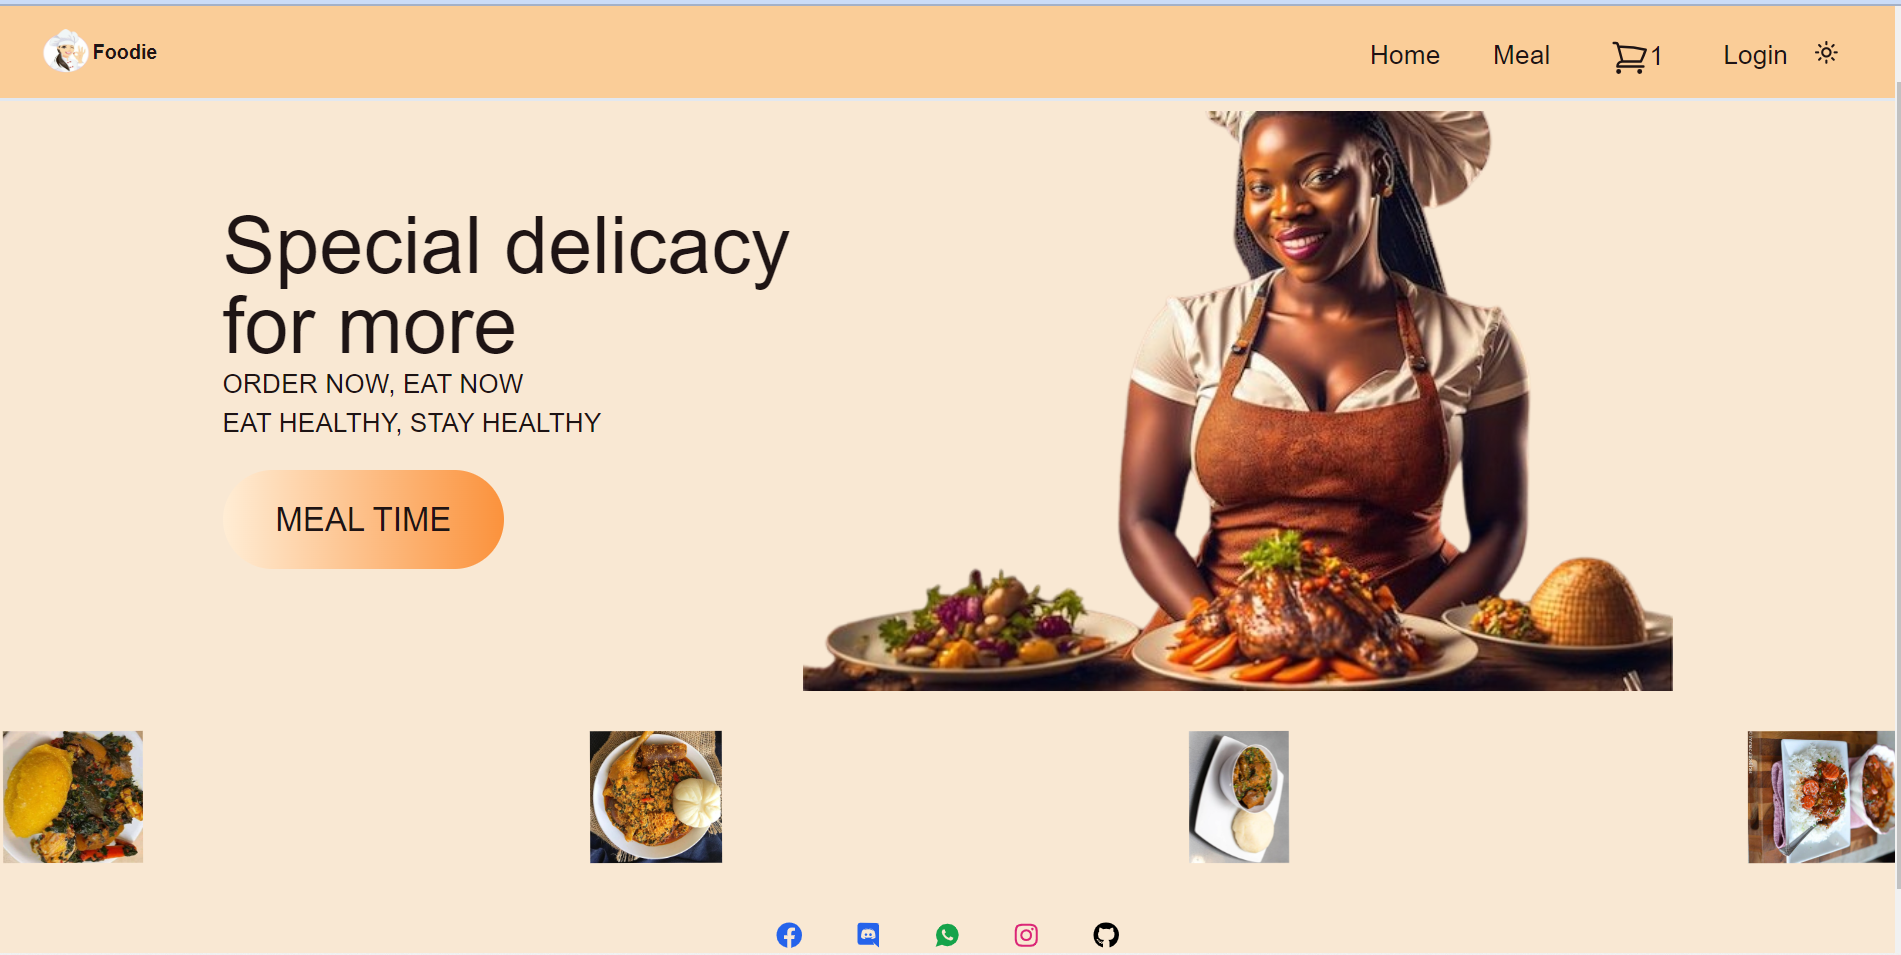 Foodie
Home Meal 1 Login
Special delicacy
for more
ORDER NOW, EAT NOW
EAT HEALTHY, STAY HEALTHY
MEAL TIME